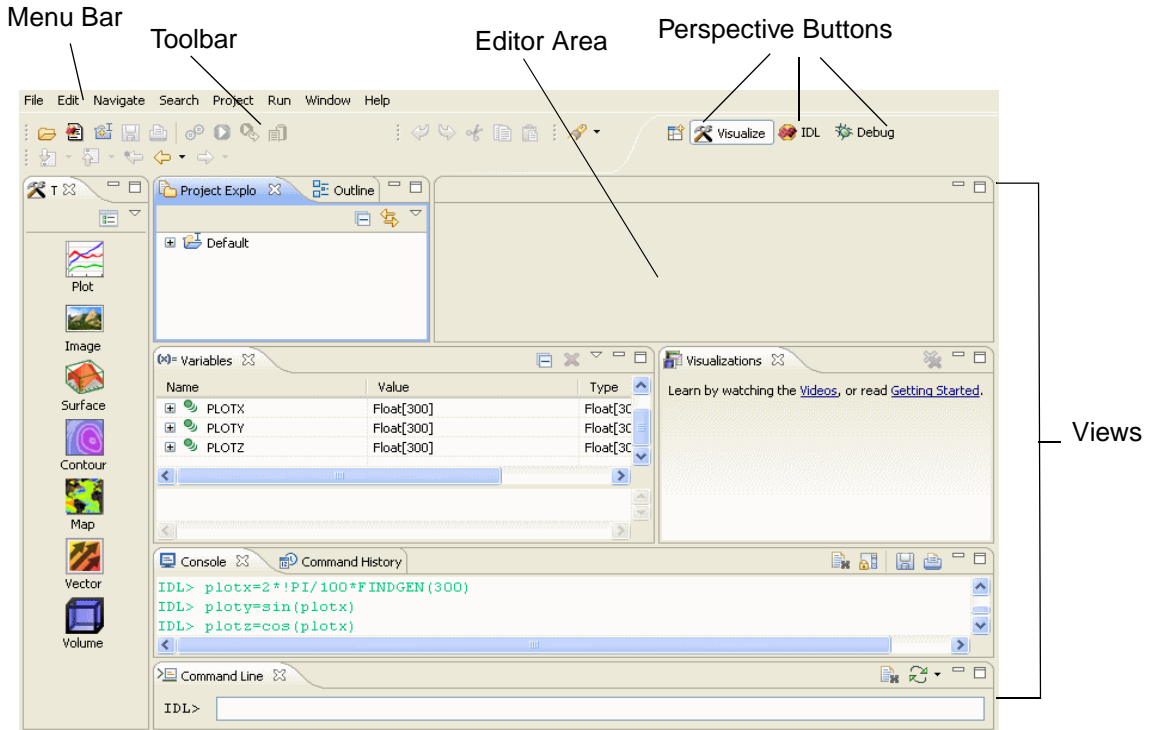 Menu Bar
Toolbar
Editor Area
Perspective Buttons
File Edit Navigate Search Project Run Window Help
Visualize IDL Debug
T
Project Explo
Outline
Default
Plot
Image
Surface
Contour
Map
Vector
Volume
(x)= Variables
Name Value Type
PLOTX Float[300] Float[30
PLOTY Float[300] Float[30
PLOTZ Float[300] Float[30
Visualizations
Learn by watching the Videos, or read Getting Started.
Views
Console
Command History
IDL> plotx=2*!PI/100*FINDGEN(300)
IDL> ploty=sin(plotx)
IDL> plotz=cos(plotx)
Command Line
IDL>